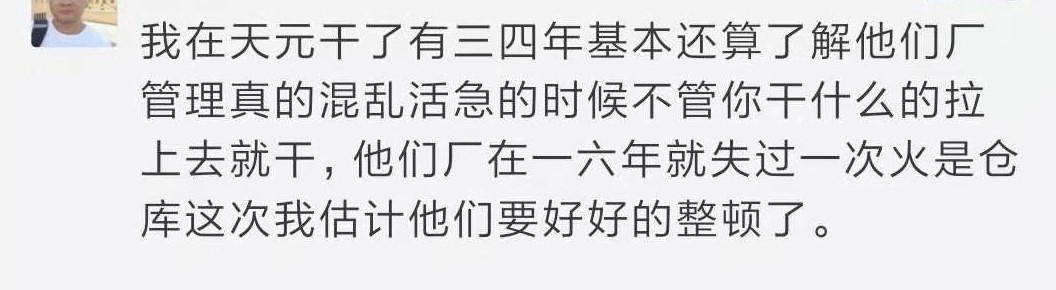 我在天元干了有三四年基本还算了解他们厂
管理真的混乱活急的时候不管你干什么的拉
上去就干，他们厂在一六年就失过一次火是仓
库这次我估计他们要好好的整顿了。